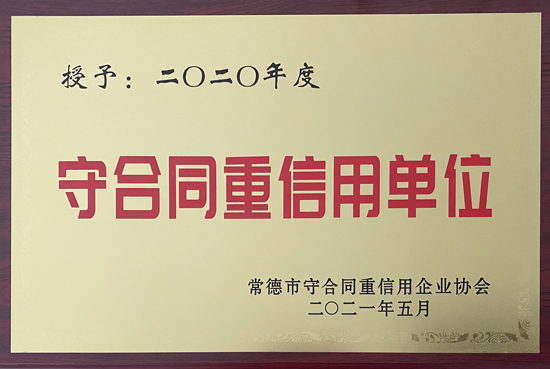 授予：二〇二〇年度
守合同重信用单位
常德市守合同重信用企业协会
二〇二一年五月